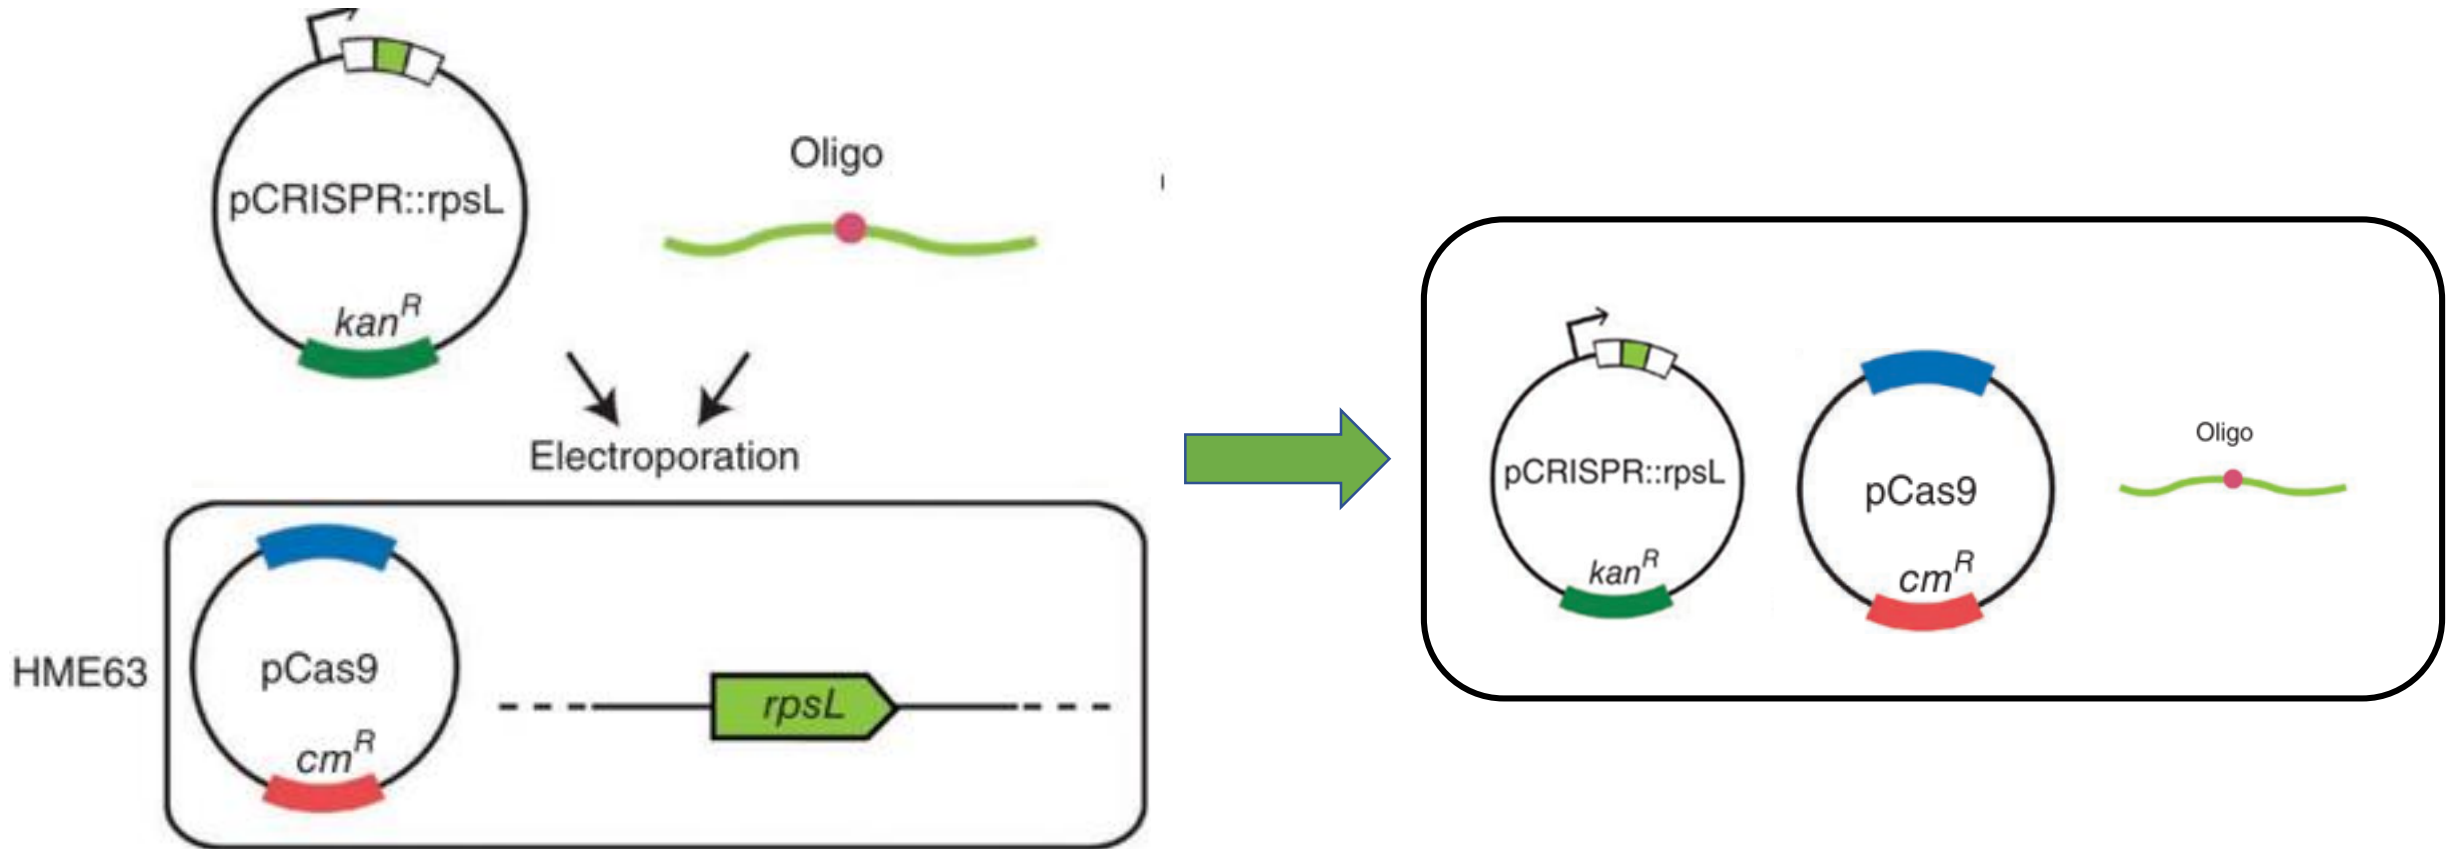 pCRISPR::rpsL
kanR
Oligo
Electroporation
HME63
pCas9
cmR
rpsL
pCRISPR::rpsL
kanR
pCas9
cmR
Oligo